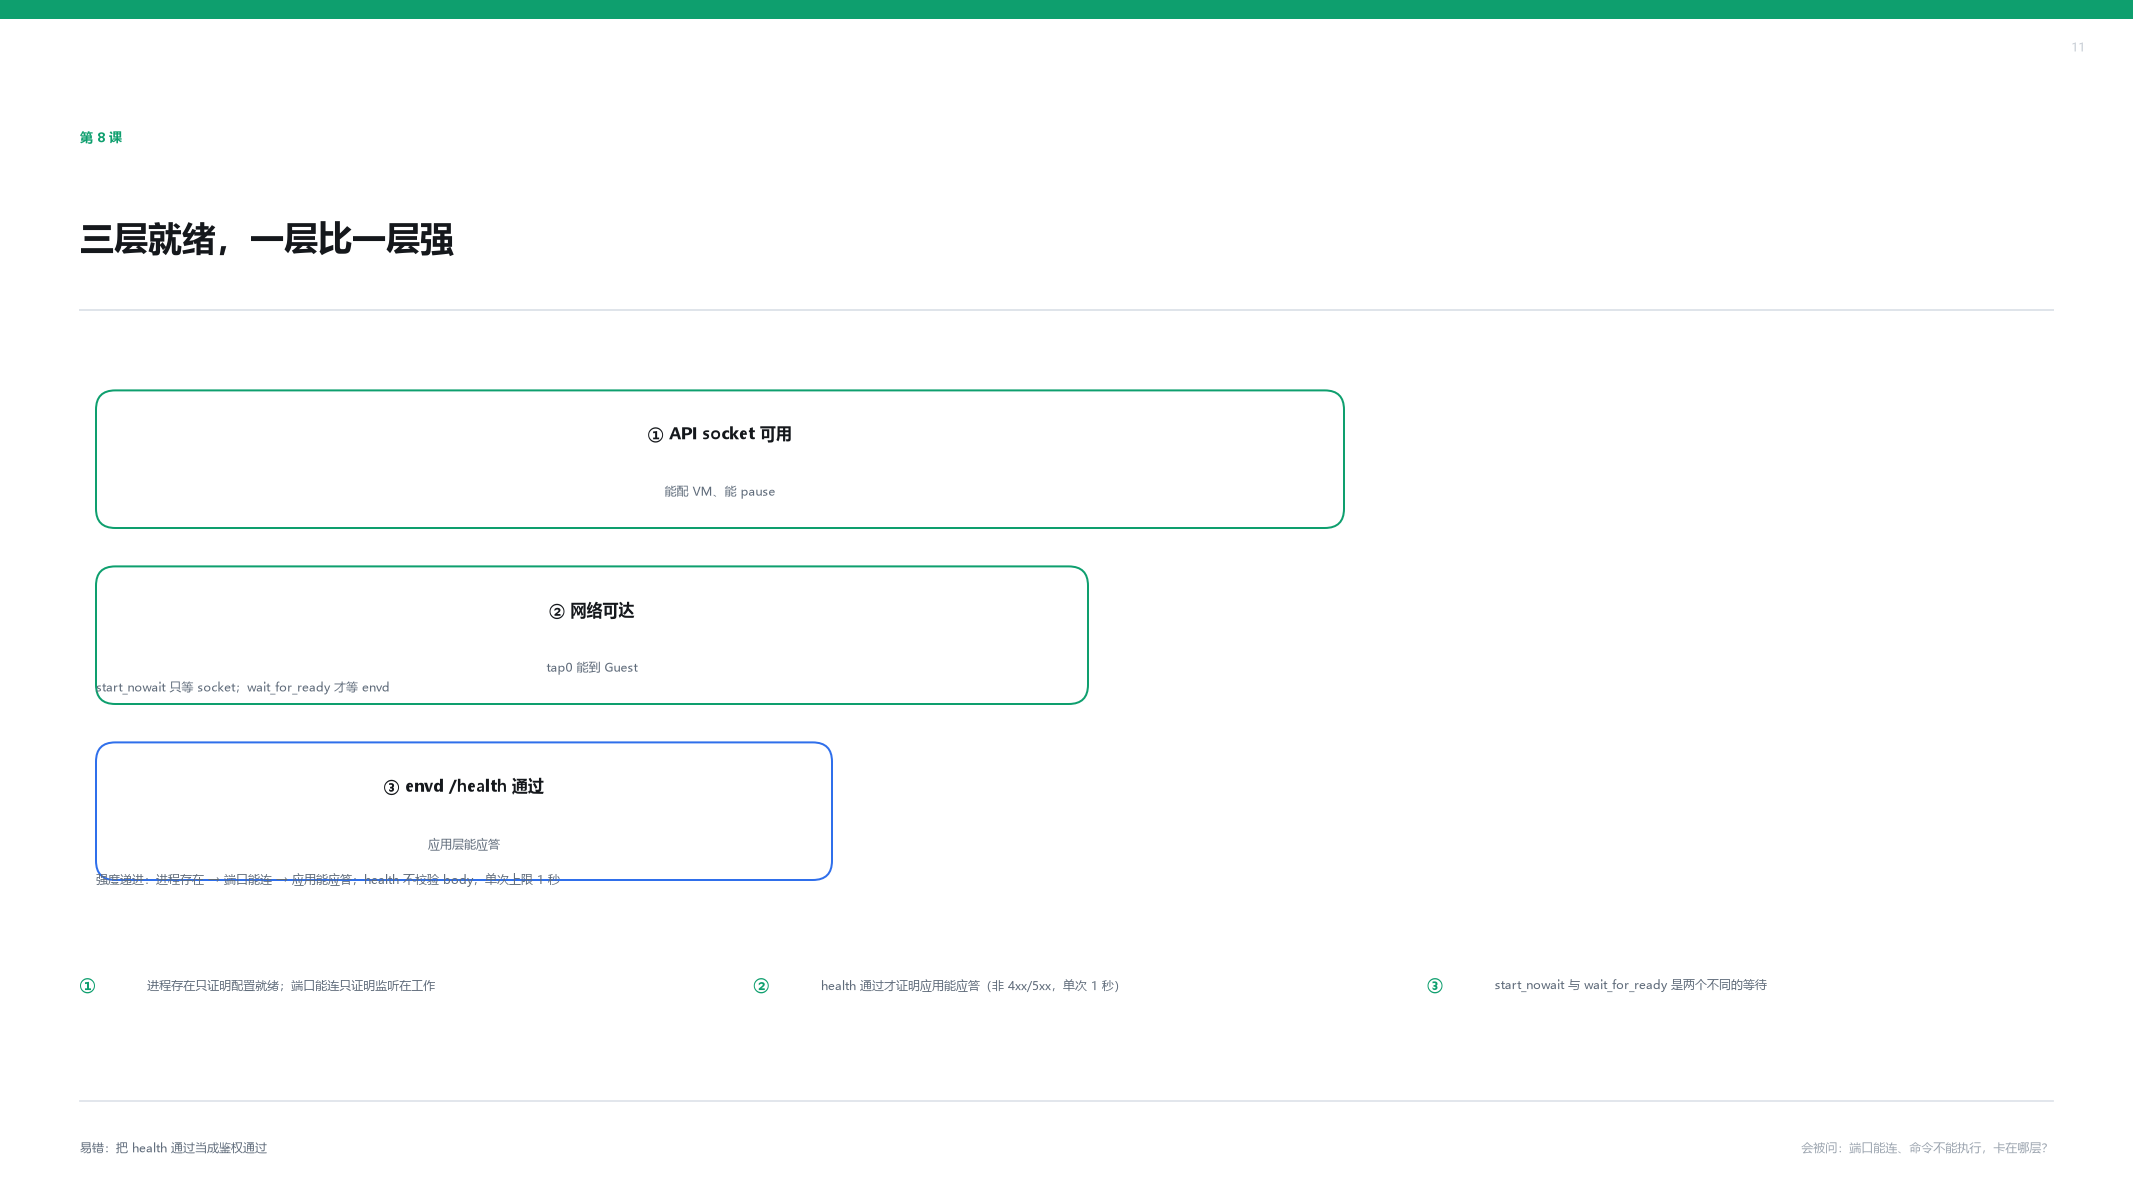 11
第 8 课
三层就绪，一层比一层强
① API socket 可用
能配 VM、能 pause
② 网络可达
tap0 能到 Guest
start_nowait 只等 socket；wait_for_ready 才等 envd
③ envd /health 通过
应用层能应答
强度递进：进程存在 → 端口能连 → 应用能应答；health 不校验 body，单次上限 1 秒
① 进程存在只证明配置就绪；端口能连只证明监听在工作
② health 通过才证明应用能应答（非 4xx/5xx，单次 1 秒）
③ start_nowait 与 wait_for_ready 是两个不同的等待
易错：把 health 通过当成鉴权通过
会被问：端口能连、命令不能执行，卡在哪层？